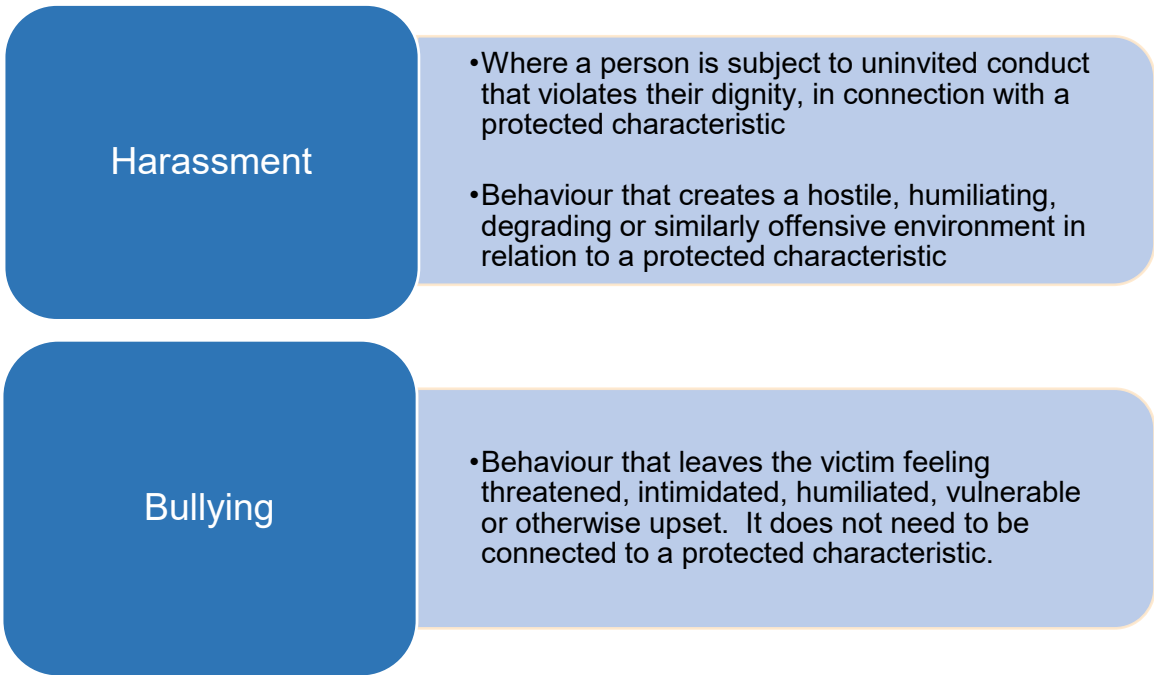 Harassment
•Where a person is subject to uninvited conduct
that violates their dignity, in connection with a
protected characteristic
•Behaviour that creates a hostile, humiliating,
degrading or similarly offensive environment in
relation to a protected characteristic
Bullying
•Behaviour that leaves the victim feeling
threatened, intimidated, humiliated, vulnerable
or otherwise upset.  It does not need to be
connected to a protected characteristic.